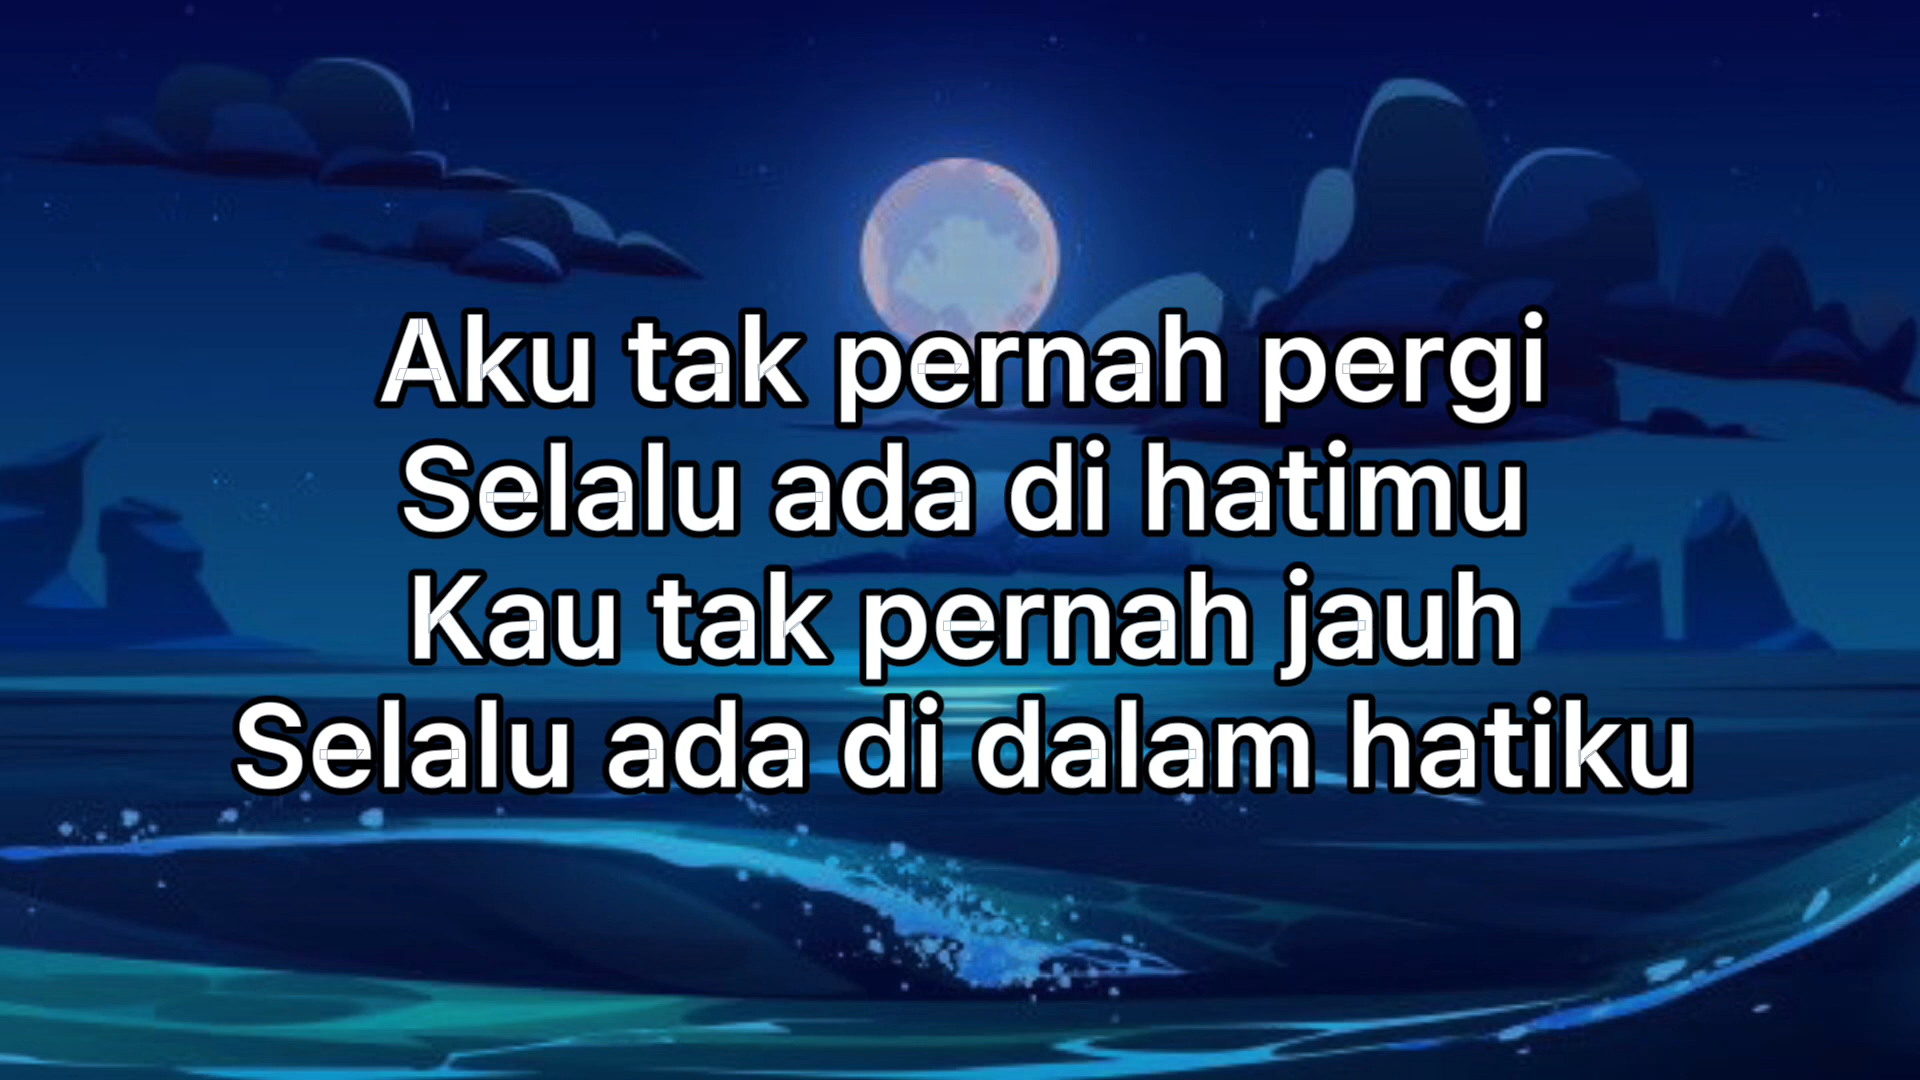 Aku tak pernah pergi
Selalu ada di hatimu
Kau tak pernah jauh
Selalu ada di dalam hatiku